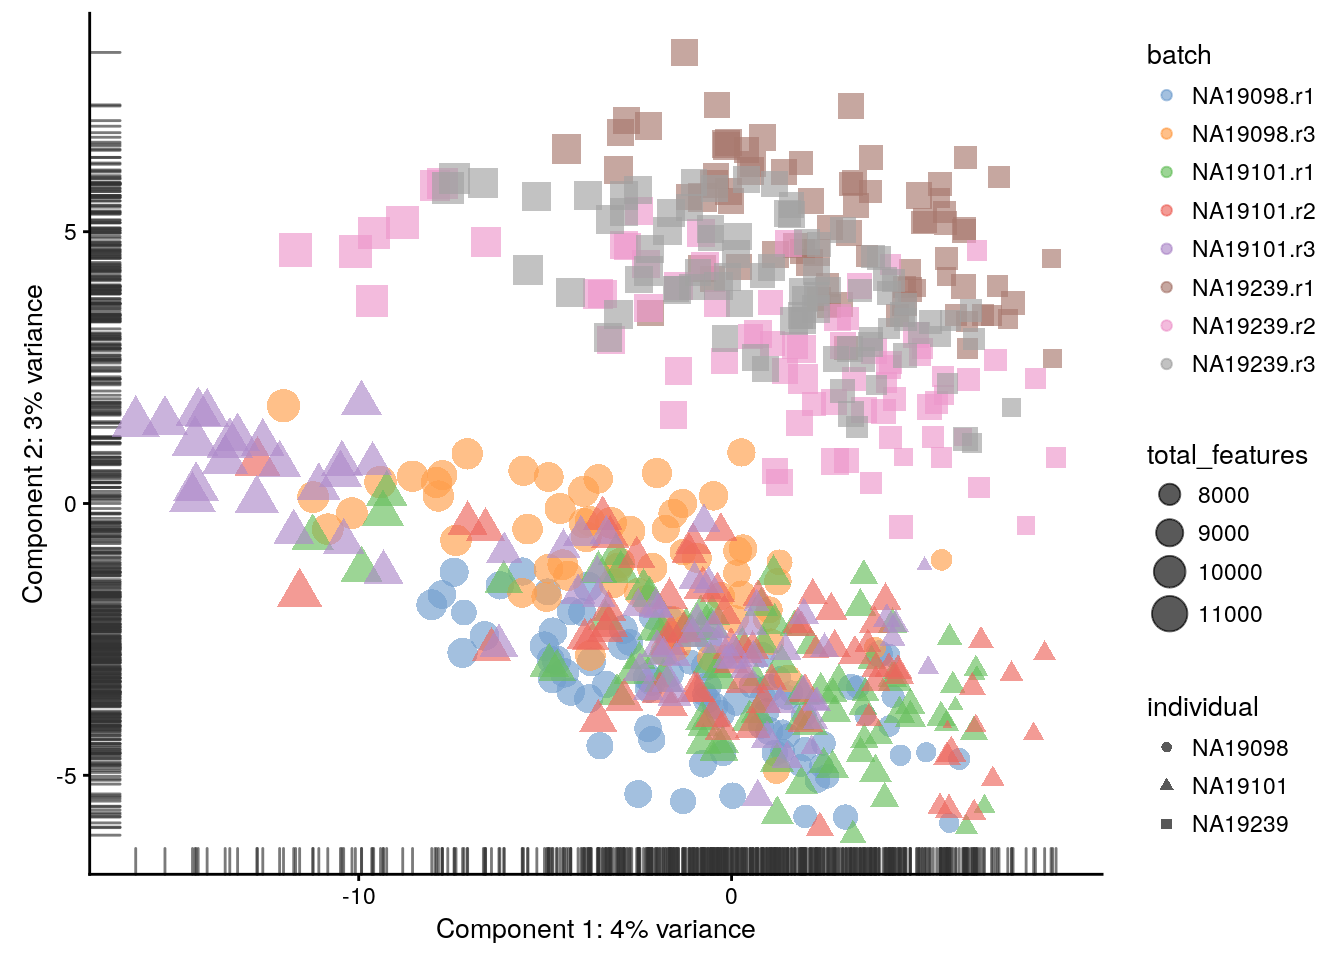 batch
NA19098.r1
NA19098.r3
NA19101.r1
NA19101.r2
NA19101.r3
NA19239.r1
NA19239.r2
NA19239.r3
total_features
8000
9000
10000
11000
individual
NA19098
NA19101
NA19239
Component 2: 3% variance
5
0
-5
-10
0
Component 1: 4% variance